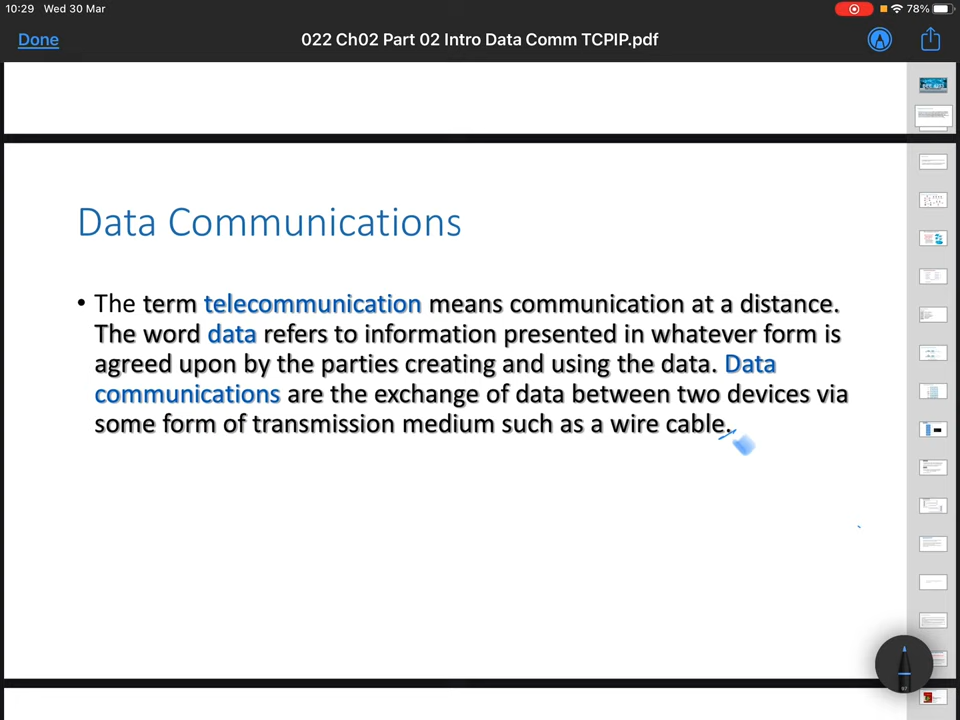 10:29 Wed 30 Mar
78%
Done
022 Ch02 Part 02 Intro Data Comm TCPIP.pdf
Data Communications
• The term telecommunication means communication at a distance.
The word data refers to information presented in whatever form is
agreed upon by the parties creating and using the data. Data
communications are the exchange of data between two devices via
some form of transmission medium such as a wire cable.